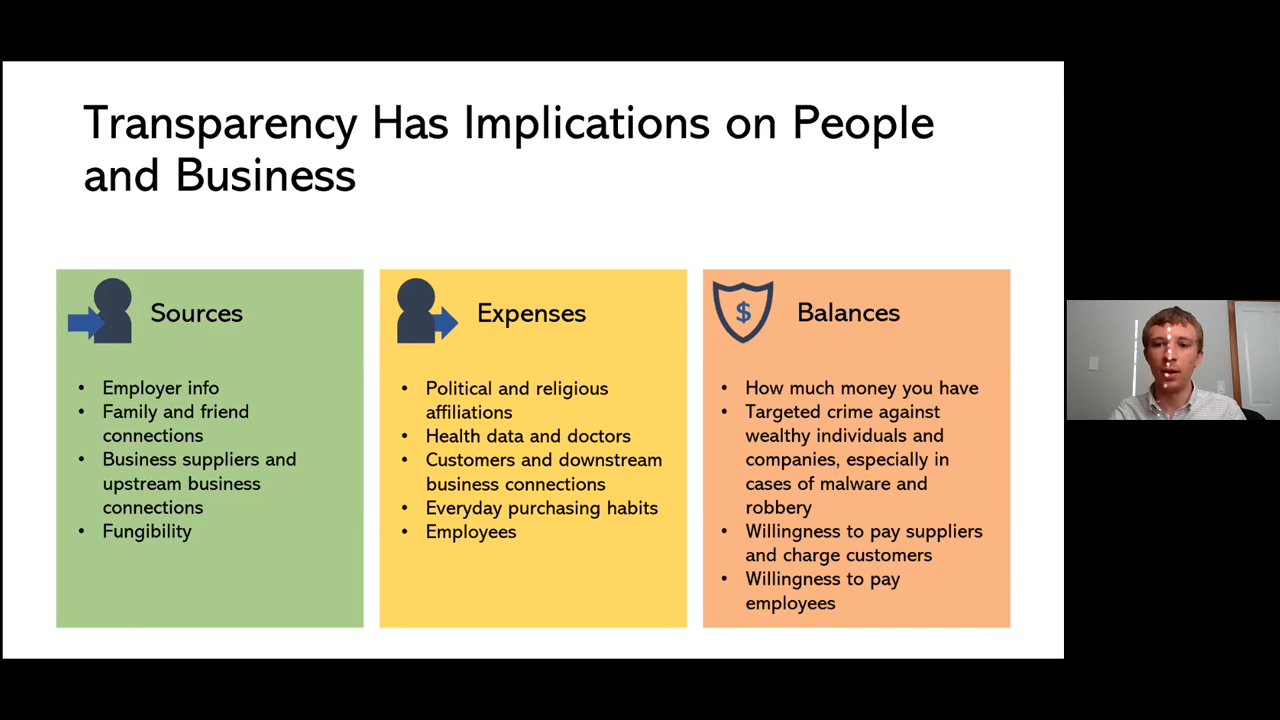 Transparency Has Implications on People
and Business
Sources
• Employer info
• Family and friend
connections
• Business suppliers and
upstream business
connections
• Fungibility
Expenses
• Political and religious
affiliations
• Health data and doctors
• Customers and downstream
business connections
• Everyday purchasing habits
• Employees
$
Balances
• How much money you have
• Targeted crime against
wealthy individuals and
companies, especially in
cases of malware and
robbery
• Willingness to pay suppliers
and charge customers
• Willingness to pay
employees